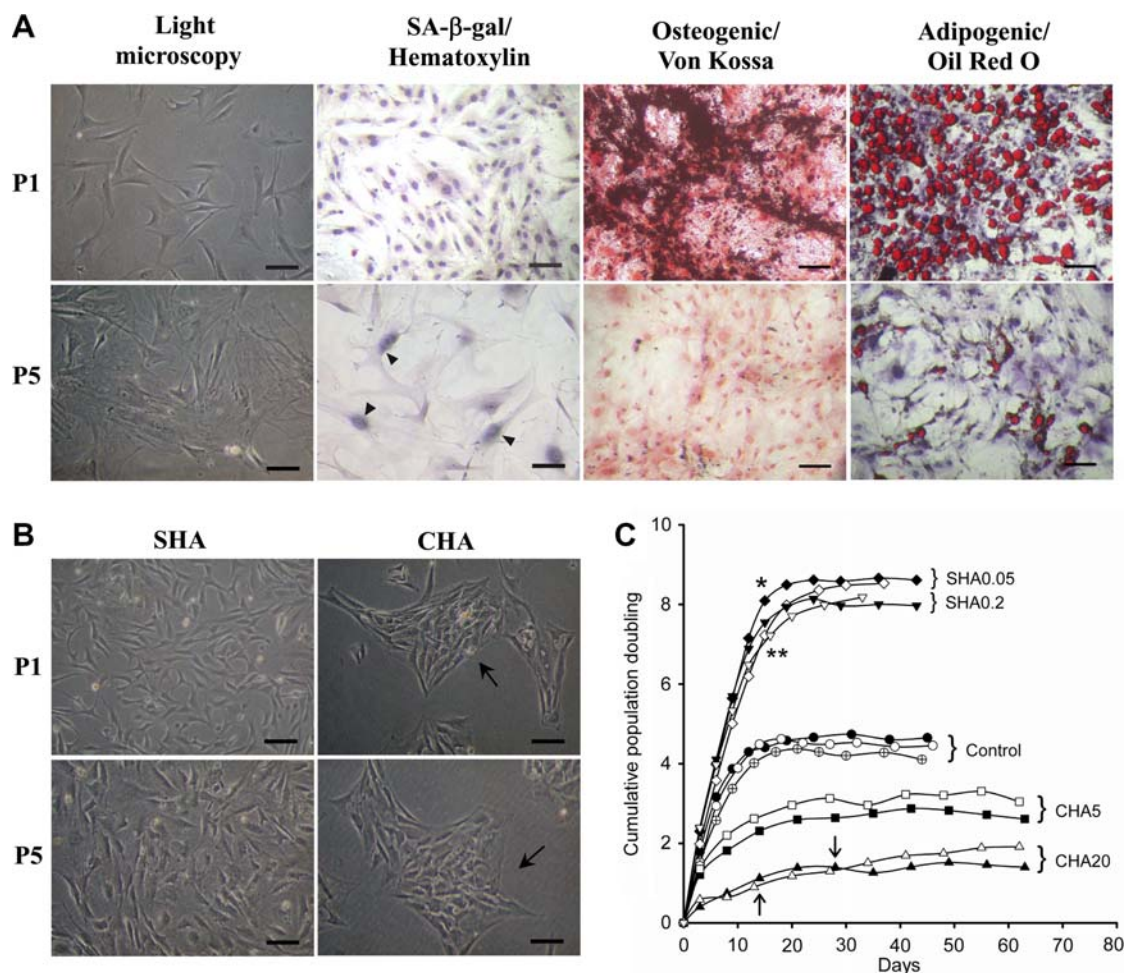 A
Light
microscopy
SA-β-gal/
Hematoxylin
Osteogenic/
Von Kossa
Adipogenic/
Oil Red O
P1
P5
B
SHA
CHA
P1
P5
C
Cumulative population doubling
10
8
6
4
2
0
*
**
} SHA0.05
} SHA0.2
} Control
} CHA5
} CHA20
0 10 20 30 40 50 60 70 80
Days